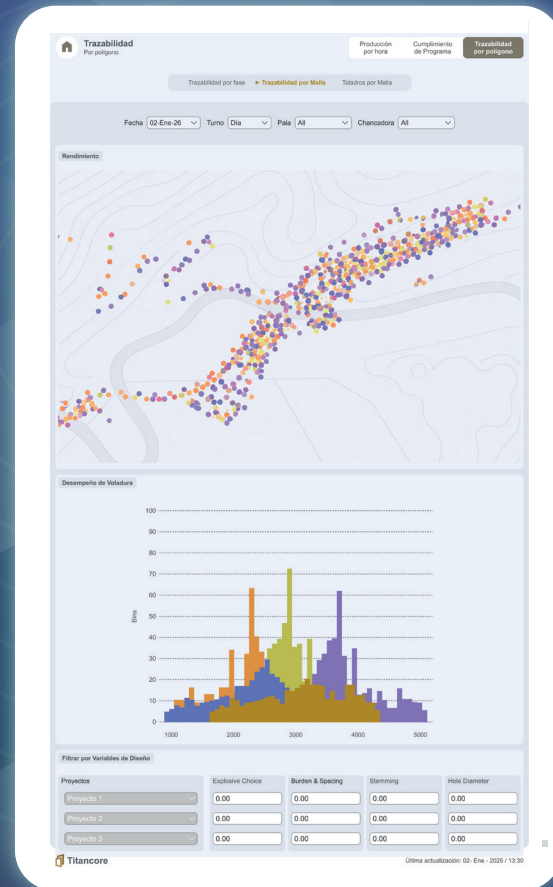 Trazabilidad
Por polígono
Producción
por hora
Cumplimiento
de Programa
Trazabilidad
por polígono
Trazabilidad por fase ► Trazabilidad por Malla Taladros por Malla
Fecha 02-Ene-26 Turno Día Pala All Chancadora All
Rendimiento
Desempeño de Voladura
100
90
80
70
60
50
40
30
20
10
0
Bins
1000 2000 3000 4000 5000
Filtrar por Variables de Diseño
Proyectos Explosive Choice Burden & Spacing Stemming Hole Diameter
Proyecto 1 0.00 0.00 0.00 0.00
Proyecto 2 0.00 0.00 0.00 0.00
Proyecto 3 0.00 0.00 0.00 0.00
Titancore Última actualización: 02- Ene - 2026 / 13:30